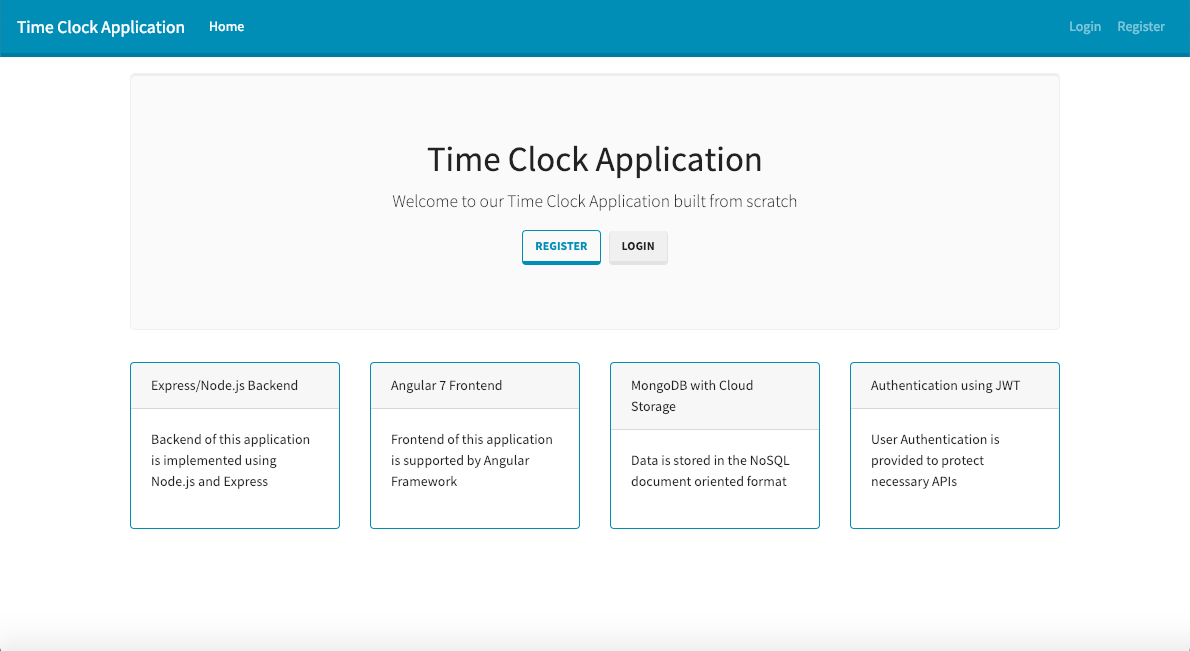 Time Clock Application Home Login Register
Time Clock Application
Welcome to our Time Clock Application built from scratch
REGISTER LOGIN
Express/Node.js Backend
Backend of this application
is implemented using
Node.js and Express
Angular 7 Frontend
Frontend of this application
is supported by Angular
Framework
MongoDB with Cloud
Storage
Data is stored in the NoSQL
document oriented format
Authentication using JWT
User Authentication is
provided to protect
necessary APIs